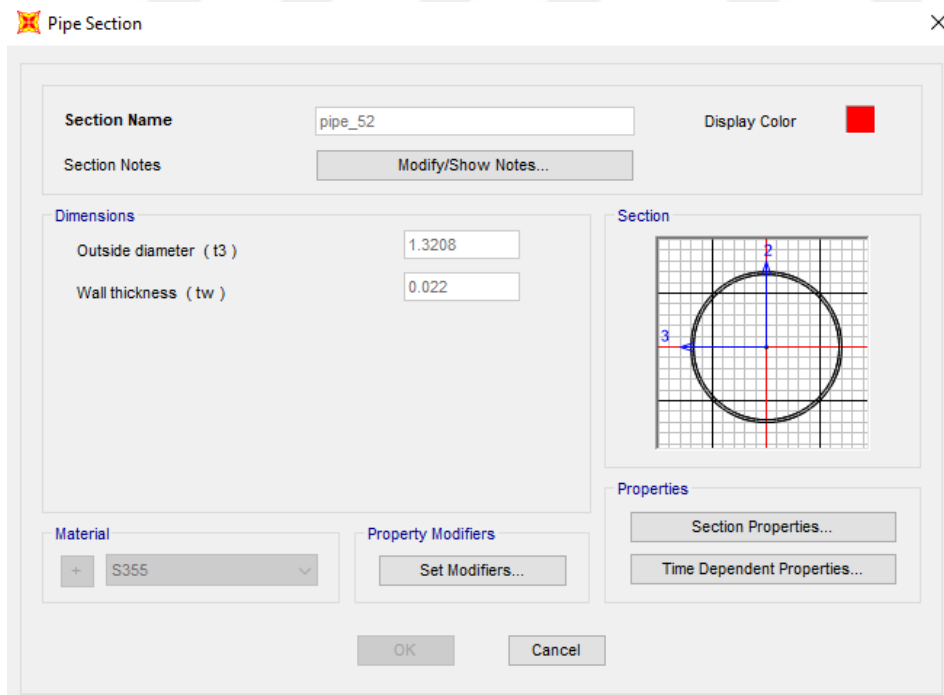 Pipe Section
Section Name pipe_52 Display Color
Section Notes Modify/Show Notes...
Dimensions
Outside diameter ( t3 ) 1.3208
Wall thickness ( tw ) 0.022
Section
2
3
Properties
Section Properties...
Time Dependent Properties...
Material
+ S355
Property Modifiers
Set Modifiers...
OK Cancel